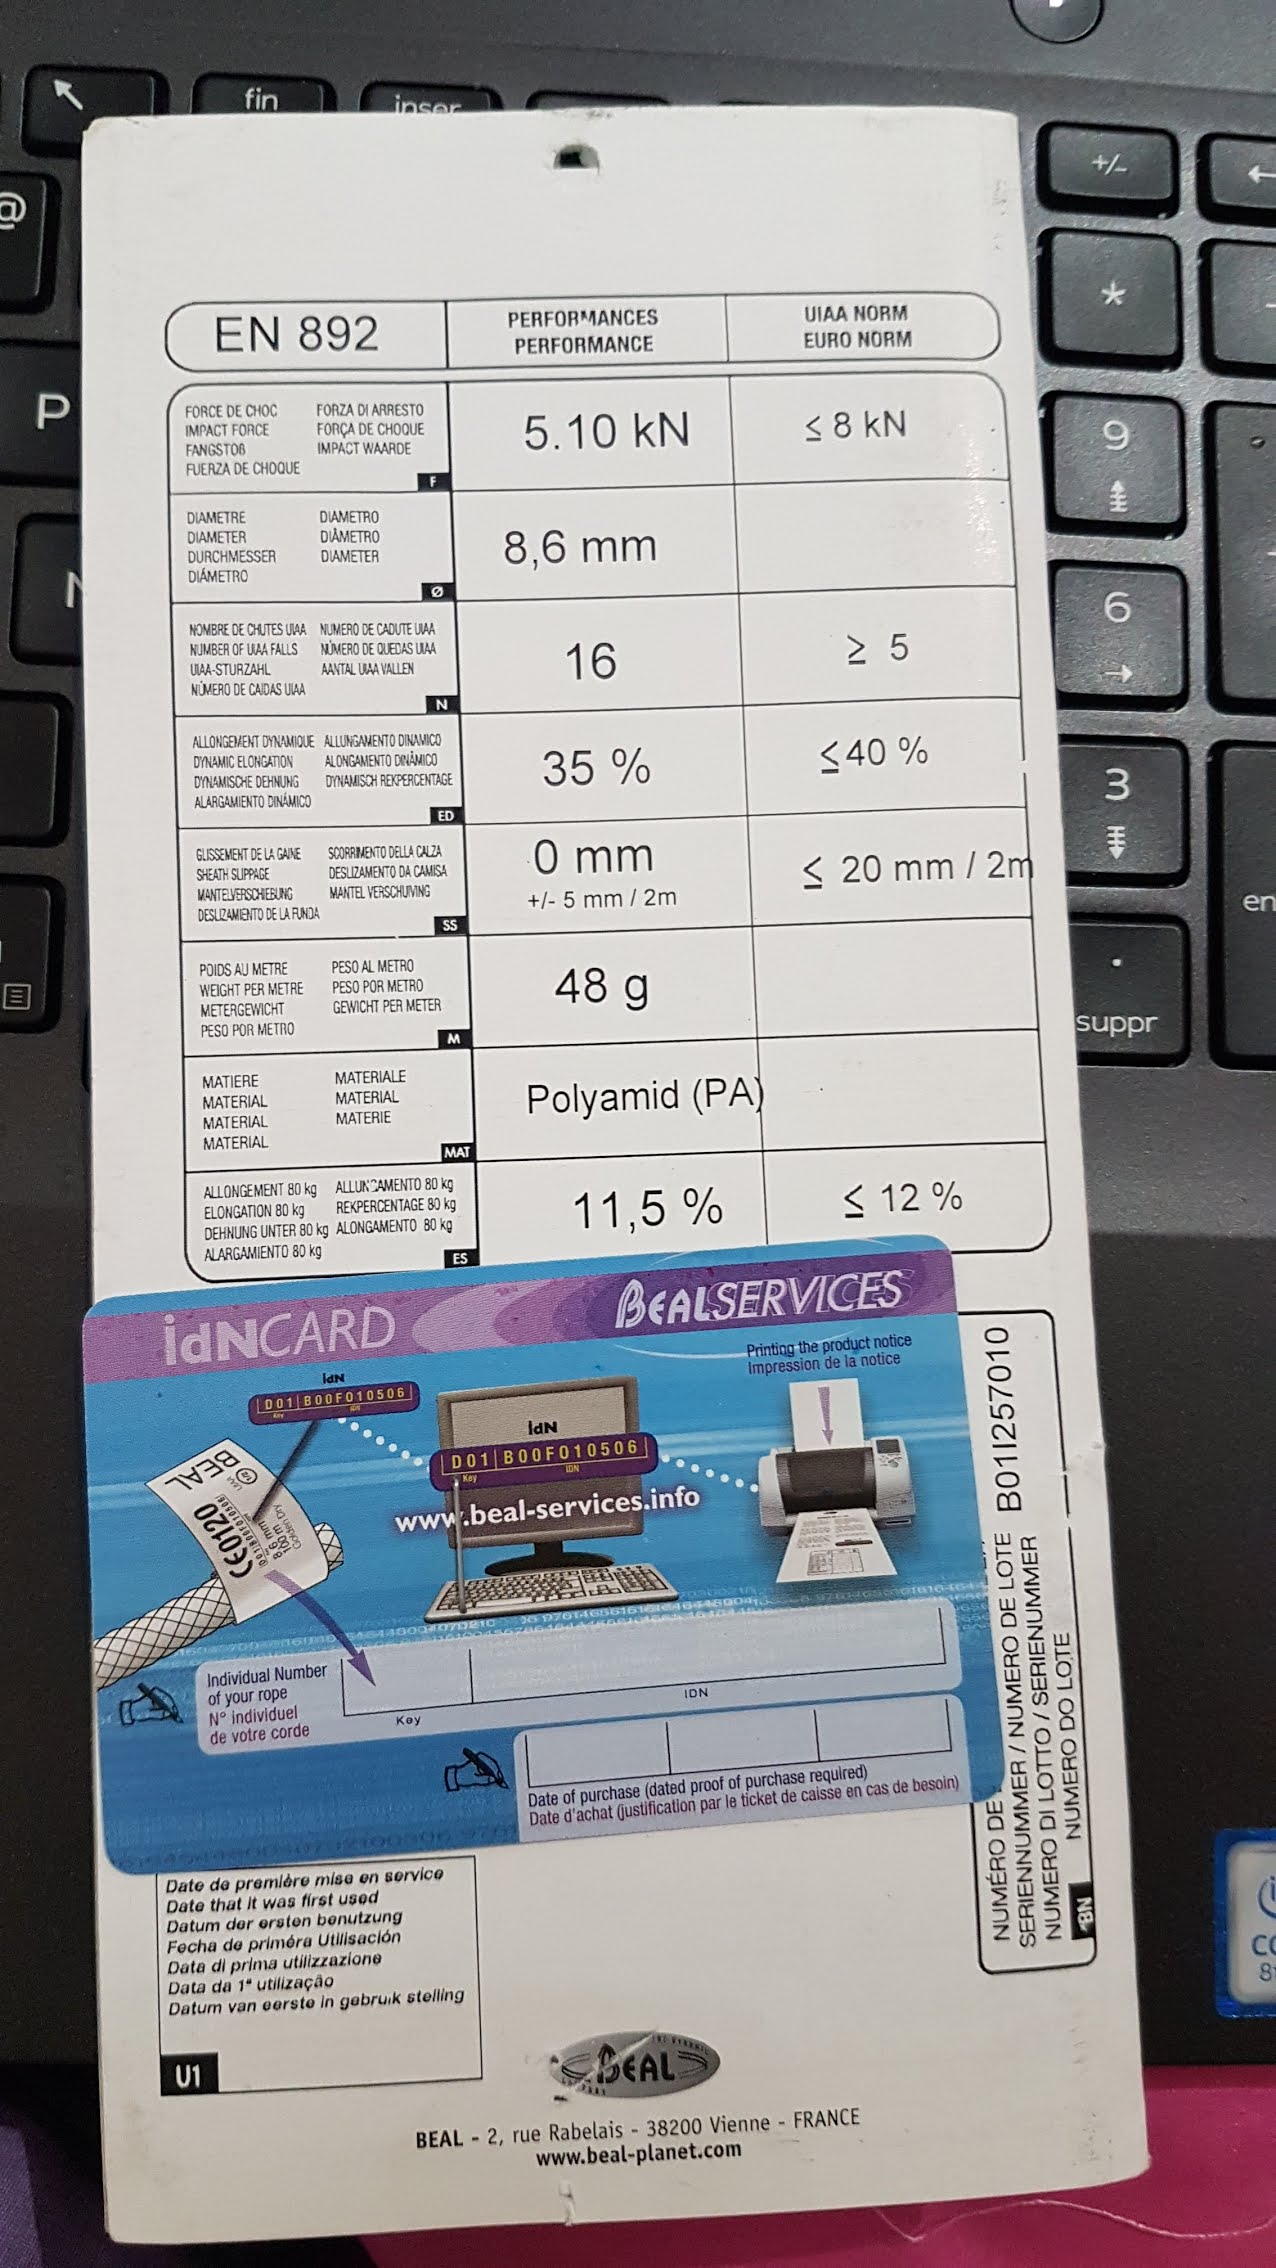 fin
inser
@
P
+/-
*
9
6
3
.
suppr
en
EN 892
PERFORMANCES
PERFORMANCE
UIAA NORM
EURO NORM
FORCE DE CHOC FORZA DI ARRESTO
IMPACT FORCE FORÇA DE CHOQUE
FANGSTOß IMPACT WAARDE
FUERZA DE CHOQUE
F
5.10 kN
≤ 8 kN
DIAMETRE DIAMETRO
DIAMETER DIÂMETRO
DURCHMESSER DIAMETER
DIÁMETRO
Ø
8,6 mm
NOMBRE DE CHUTES UIAA NUMERO DE CADUTE UIAA
NUMBER OF UIAA FALLS NÚMERO DE QUEDAS UIAA
UIAA-STURZAHL AANTAL UIAA VALLEN
NÚMERO DE CAIDAS UIAA
N
16
≥ 5
ALLONGEMENT DYNAMIQUE ALLUNGAMENTO DINAMICO
DYNAMIC ELONGATION ALONGAMENTO DINÂMICO
DYNAMISCHE DEHNUNG DYNAMISCH REKPERCENTAGE
ALARGAMIENTO DINÁMICO
ED
35 %
≤40 %
GLISSEMENT DE LA GAINE SCORRIMENTO DELLA CALZA
SHEATH SLIPPAGE DESLIZAMENTO DA CAMISA
MANTELVERSCHIEBUNG MANTEL VERSCHUIVING
DESLIZAMIENTO DE LA FUNDA
SS
0 mm
+/- 5 mm / 2m
≤ 20 mm / 2m
POIDS AU METRE PESO AL METRO
WEIGHT PER METRE PESO POR METRO
METERGEWICHT GEWICHT PER METER
PESO POR METRO
M
48 g
MATIERE MATERIALE
MATERIAL MATERIAL
MATERIAL MATERIE
MATERIAL
MAT
Polyamid (PA)
ALLONGEMENT 80 kg ALLUNGAMENTO 80 kg
ELONGATION 80 kg REKPERCENTAGE 80 kg
DEHNUNG UNTER 80 kg ALONGAMENTO 80 kg
ALARGAMIENTO 80 kg
ES
11,5 %
≤ 12 %
idNCARD
BEALSERVICES
Printing the product notice
Impression de la notice
idN
D01 B00F010506
Key IDN
idN
D01 B00F010506
Key IDN
www.beal-services.info
BEAL
CE0120
8,6 mm
100 m
Golden Dry
Individual Number
of your rope
N° individuel
de votre corde
Key
IDN
Date of purchase (dated proof of purchase required)
Date d'achat (justification par le ticket de caisse en cas de besoin)
NUMÉRO DE
NUMERO DE LOTE B01I257010
SERIENNUMMER / NUMERO DE LOTE
NUMERO DI LOTTO / SERIENUMMER
NUMERO DO LOTE
BN
Date de première mise en service
Date that it was first used
Datum der ersten benutzung
Fecha de priméra Utilisación
Data di prima utilizzazione
Data da 1ª utilização
Datum van eerste in gebruik stelling
U1
BEAL
BEAL - 2, rue Rabelais - 38200 Vienne - FRANCE
www.beal-planet.com